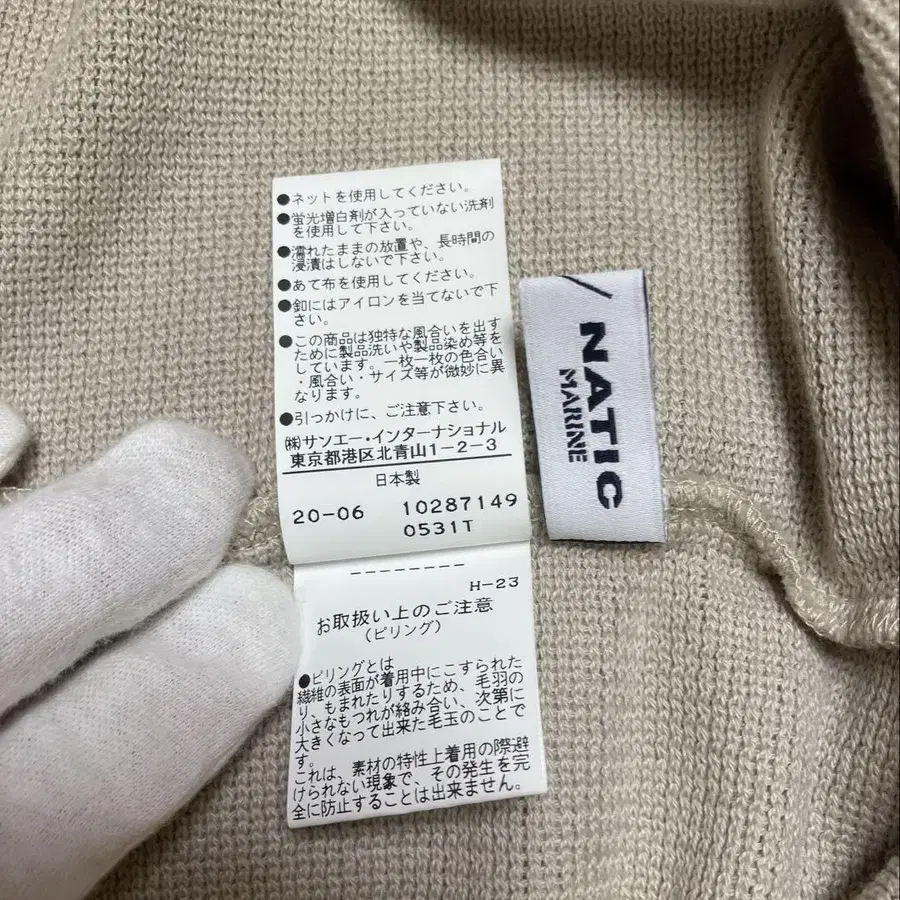 ●ネットを使用してください。
●蛍光増白剤が入っていない洗剤
を使用して下さい。
●濡れたままの放置や、長時間の
浸漬はしないで下さい。
●あて布を使用してください。
●釦にはアイロンを当てないで下
さい。
●この商品は独特な風合いを出す
ために製品洗いや製品染め等を
しています。一枚一枚の色合い
・風合い・サイズ等が微妙に異
なります。
●引っかけに、ご注意下さい。
㈱サンエー・インターナショナル
東京都港区北青山1-2-3
日本製
20-06 10287149
0531T
--------
H-23
お取扱い上のご注意
(ピリング)
●ピリングとは
繊維の表面が着用中にこすられた
り、もまれたりするため、毛羽の
小さなもつれが絡み合い、次第に
大きくなって出来た毛玉のことで
す。
これは、素材の特性上着用の際避
けられない現象で、その発生を完
全に防止することは出来ません。
/ NATIC
MARINE